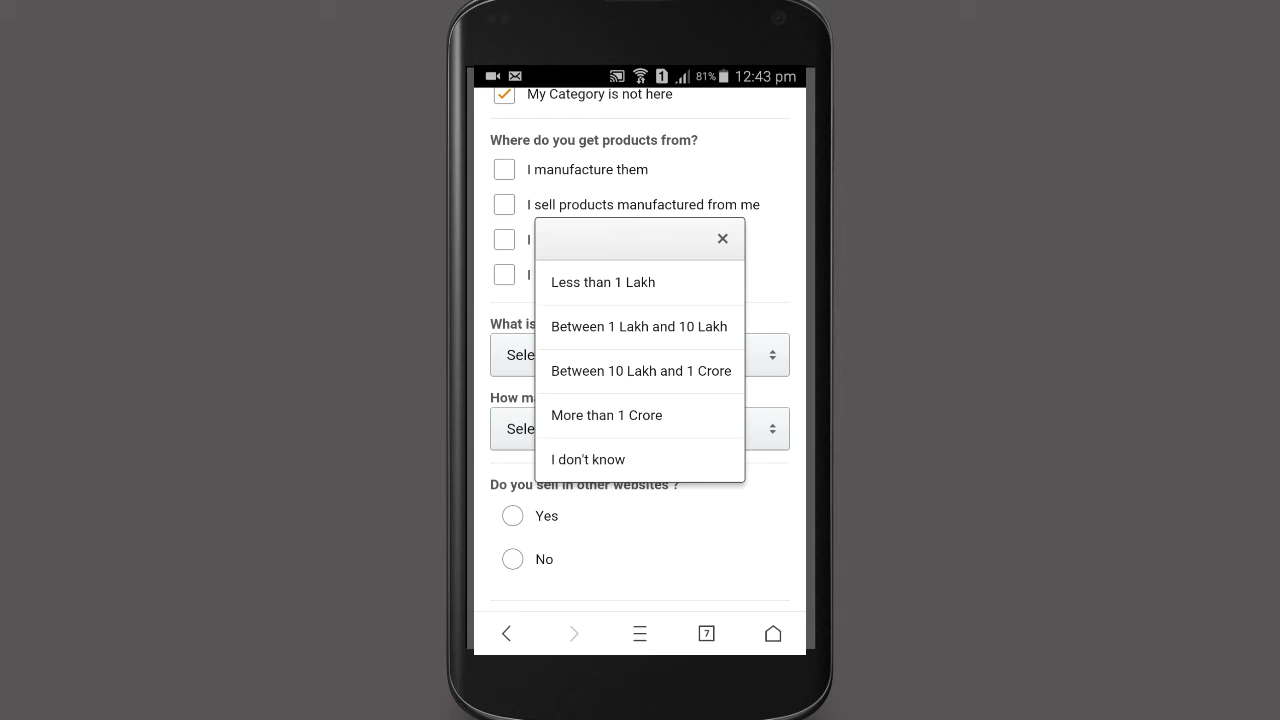 81% 12:43 pm
My Category is not here
Where do you get products from?
I manufacture them
I sell products manufactured from me
I
I
Less than 1 Lakh
Between 1 Lakh and 10 Lakh
Between 10 Lakh and 1 Crore
More than 1 Crore
I don't know
What is
Sele
How ma
Sele
Do you sell in other websites ?
Yes
No
7